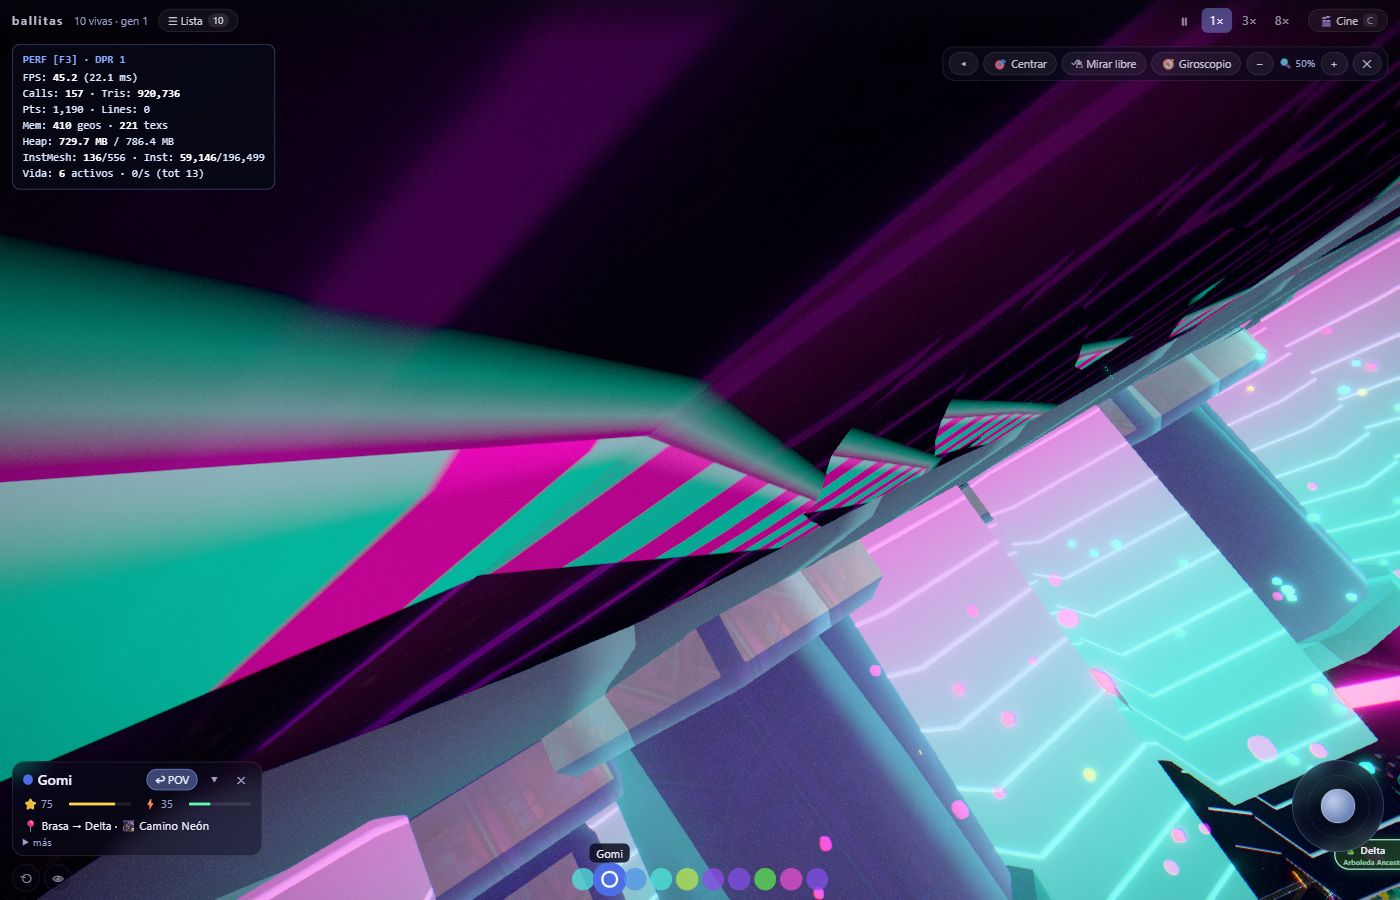 ballitas 10 vivas · gen 1 ☰ Lista 10
1× 3× 8× Cine C
PERF [F3] · DPR 1
FPS: 45.2 (22.1 ms)
Calls: 157 · Tris: 920,736
Pts: 1,190 · Lines: 0
Mem: 410 geos · 221 texs
Heap: 729.7 MB / 786.4 MB
InstMesh: 136/556 · Inst: 59,146/196,499
Vida: 6 activos · 0/s (tot 13)
Centrar Mirar libre Giroscopio − 50% + ✕
Gomi ↩ POV ▼ ✕
75 35
Brasa → Delta · Camino Neón
▶ más
Gomi
Delta
Arboleda Ancest